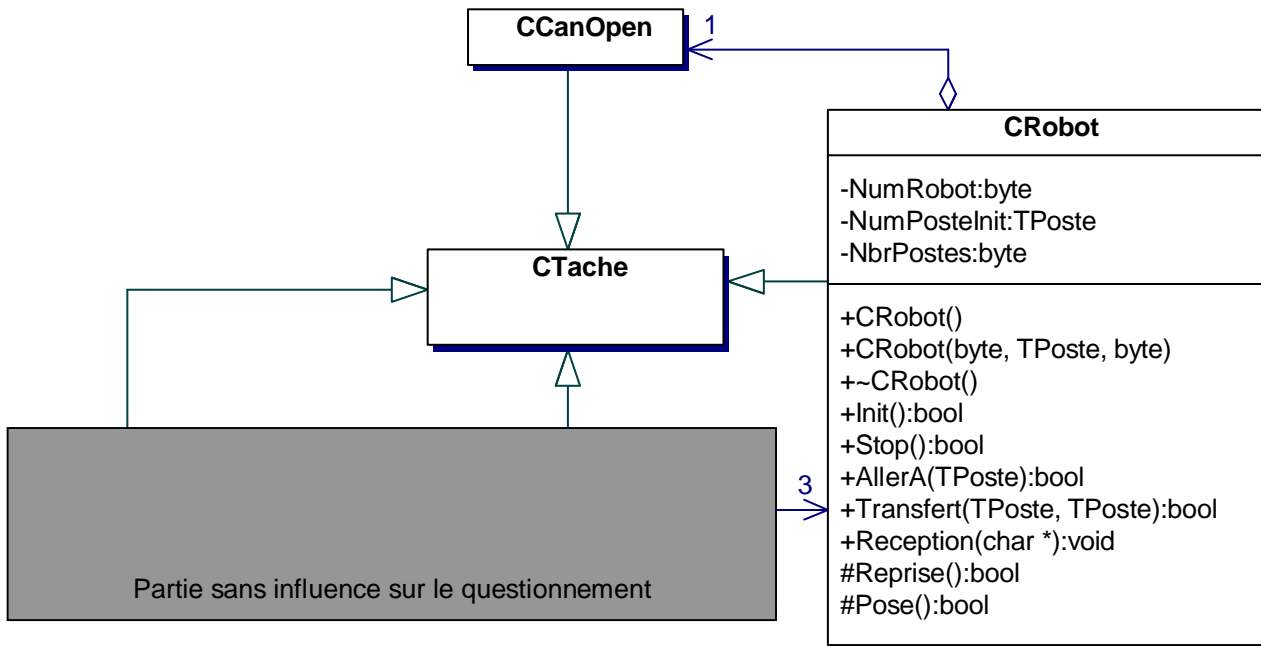 CCanOpen
1
CRobot
-NumRobot:byte
-NumPosteInit:TPoste
-NbrPostes:byte
CTache
+CRobot()
+CRobot(byte, TPoste, byte)
+~CRobot()
+Init():bool
+Stop():bool
+AllerA(TPoste):bool
+Transfert(TPoste, TPoste):bool
+Reception(char *):void
#Reprise():bool
#Pose():bool
3
Partie sans influence sur le questionnement